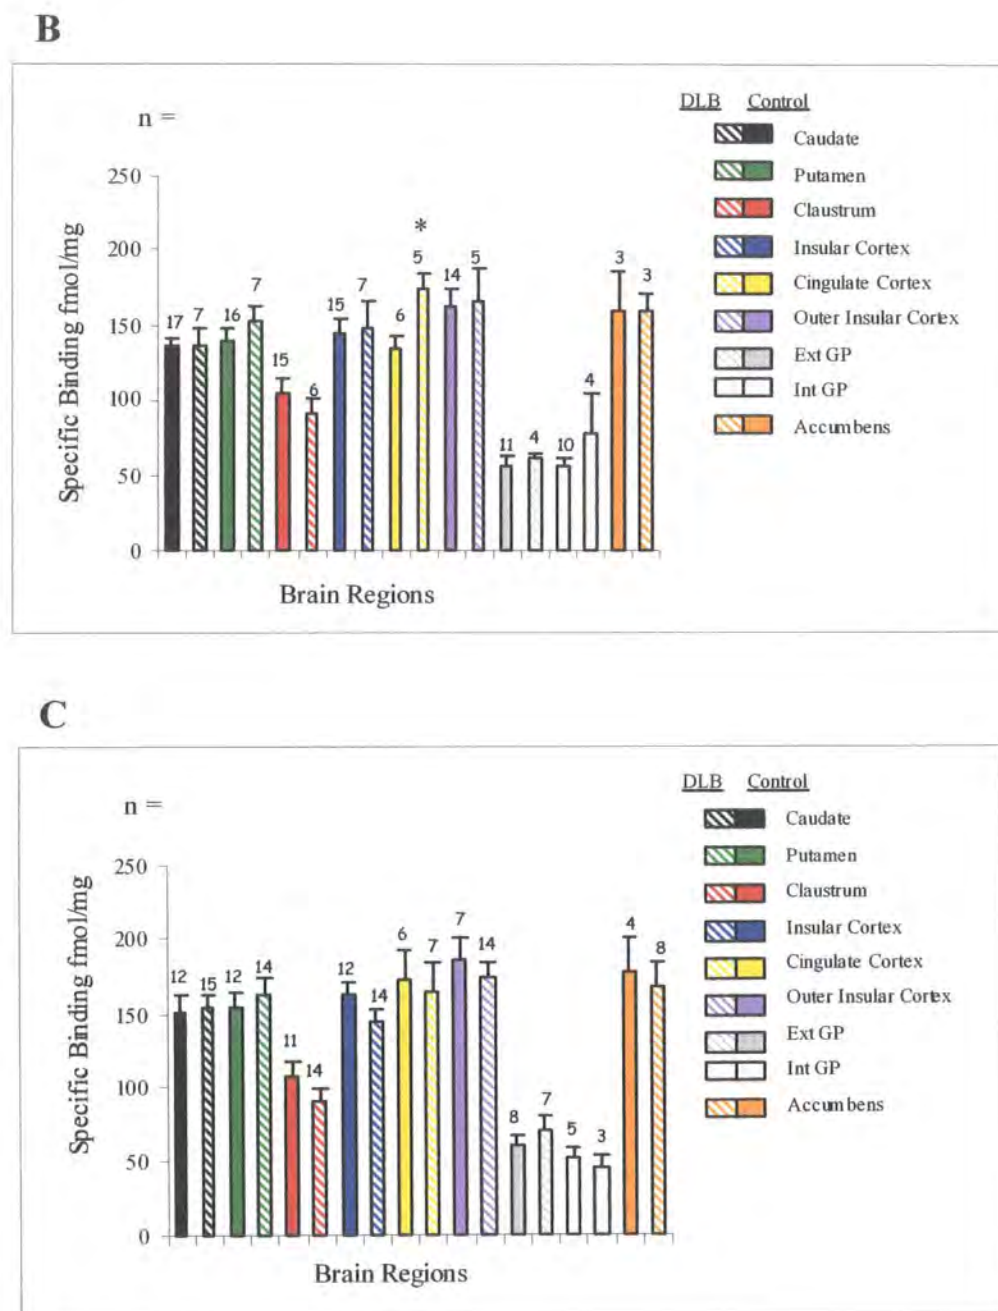 B
n =
DLB Control
Caudate
Putamen
Claustrum
Insular Cortex
Cingulate Cortex
Outer Insular Cortex
Ext GP
Int GP
Accumbens
Specific Binding fmol/mg
250
200
150
100
50
0
17 7 16 7 15 6 15 7 6 5 14 5 11 4 10 4 3 3
*
Brain Regions
C
n =
DLB Control
Caudate
Putamen
Claustrum
Insular Cortex
Cingulate Cortex
Outer Insular Cortex
Ext GP
Int GP
Accumbens
Specific Binding fmol/mg
250
200
150
100
50
0
12 15 12 14 11 14 12 14 6 7 7 14 8 7 5 3 4 8
Brain Regions